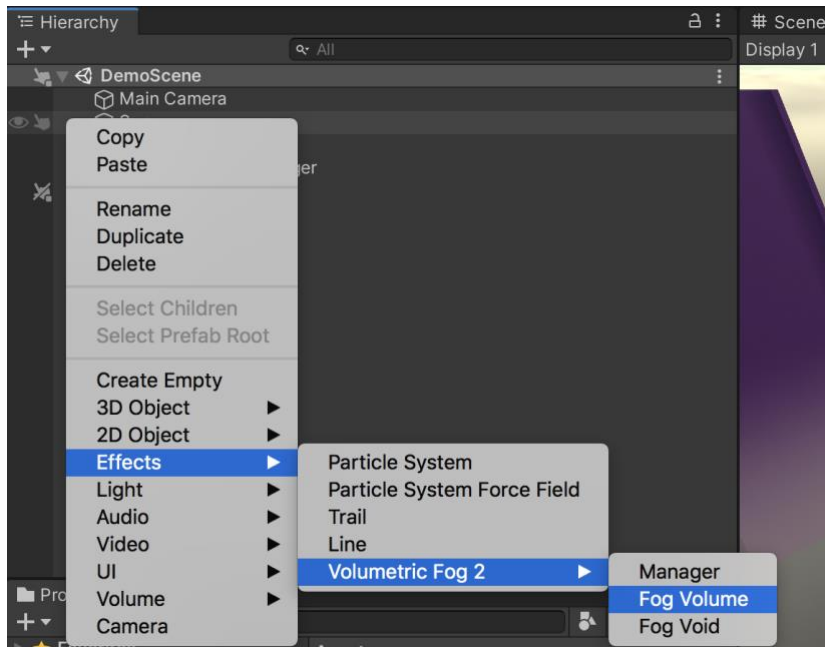 Hierarchy
Scene
All
Display 1
DemoScene
Main Camera
Copy
Paste
Rename
Duplicate
Delete
Select Children
Select Prefab Root
Create Empty
3D Object
2D Object
Effects
Light
Audio
Video
UI
Volume
Camera
Particle System
Particle System Force Field
Trail
Line
Volumetric Fog 2
Manager
Fog Volume
Fog Void